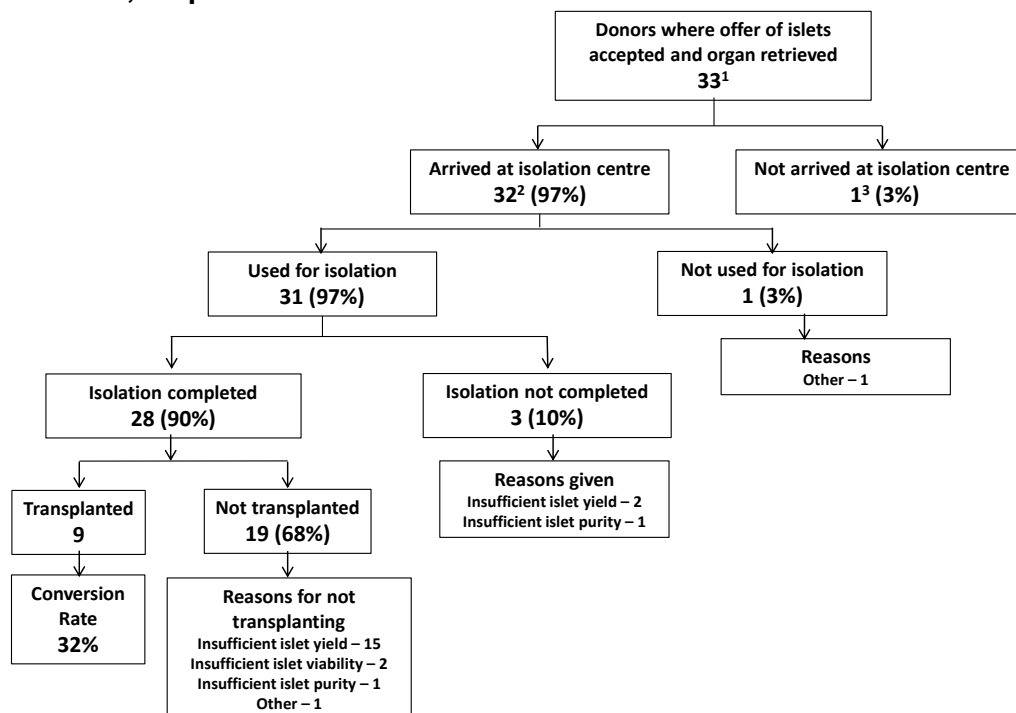 Donors where offer of islets
accepted and organ retrieved
33¹
Arrived at isolation centre
32² (97%)
Not arrived at isolation centre
1³ (3%)
Used for isolation
31 (97%)
Not used for isolation
1 (3%)
Reasons
Other – 1
Isolation completed
28 (90%)
Isolation not completed
3 (10%)
Reasons given
Insufficient islet yield – 2
Insufficient islet purity – 1
Transplanted
9
Not transplanted
19 (68%)
Conversion
Rate
32%
Reasons for not
transplanting
Insufficient islet yield – 15
Insufficient islet viability – 2
Insufficient islet purity – 1
Other – 1